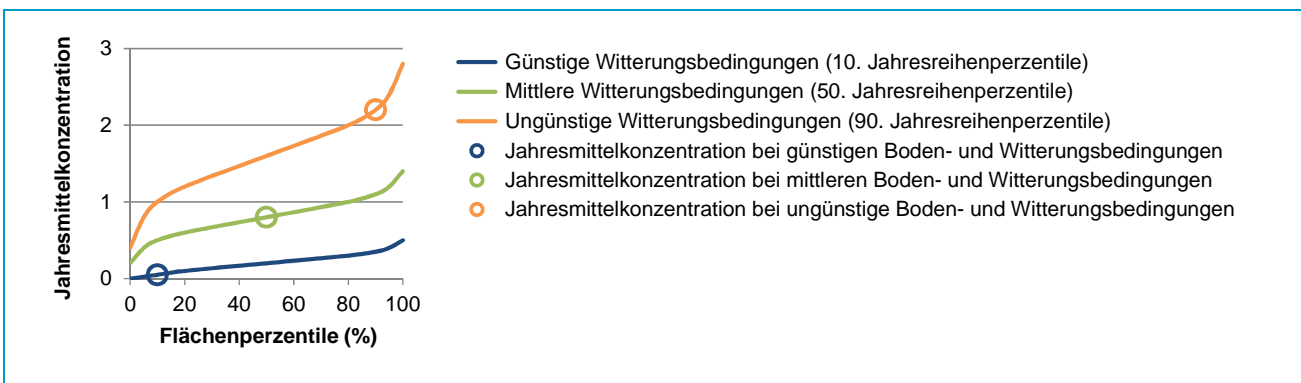 Jahresmittelkonzentration
3
2
1
0
0 20 40 60 80 100
Flächenperzentile (%)
Günstige Witterungsbedingungen (10. Jahresreihenperzentile)
Mittlere Witterungsbedingungen (50. Jahresreihenperzentile)
Ungünstige Witterungsbedingungen (90. Jahresreihenperzentile)
Jahresmittelkonzentration bei günstigen Boden- und Witterungsbedingungen
Jahresmittelkonzentration bei mittleren Boden- und Witterungsbedingungen
Jahresmittelkonzentration bei ungünstige Boden- und Witterungsbedingungen